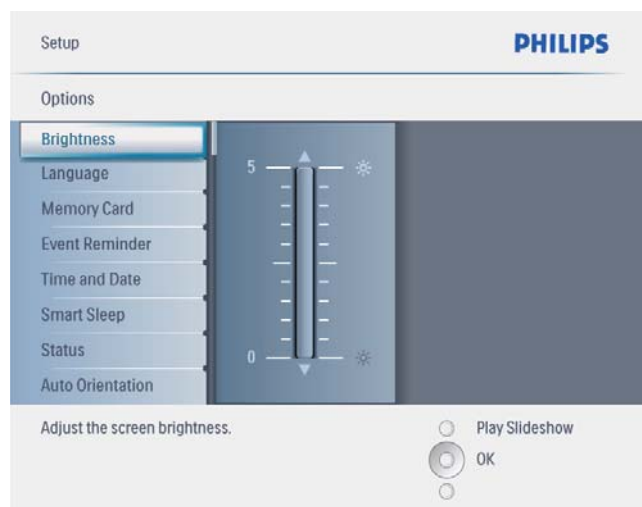 Setup
PHILIPS
Options
Brightness
Language
Memory Card
Event Reminder
Time and Date
Smart Sleep
Status
Auto Orientation
5
0
Adjust the screen brightness.
Play Slideshow
OK